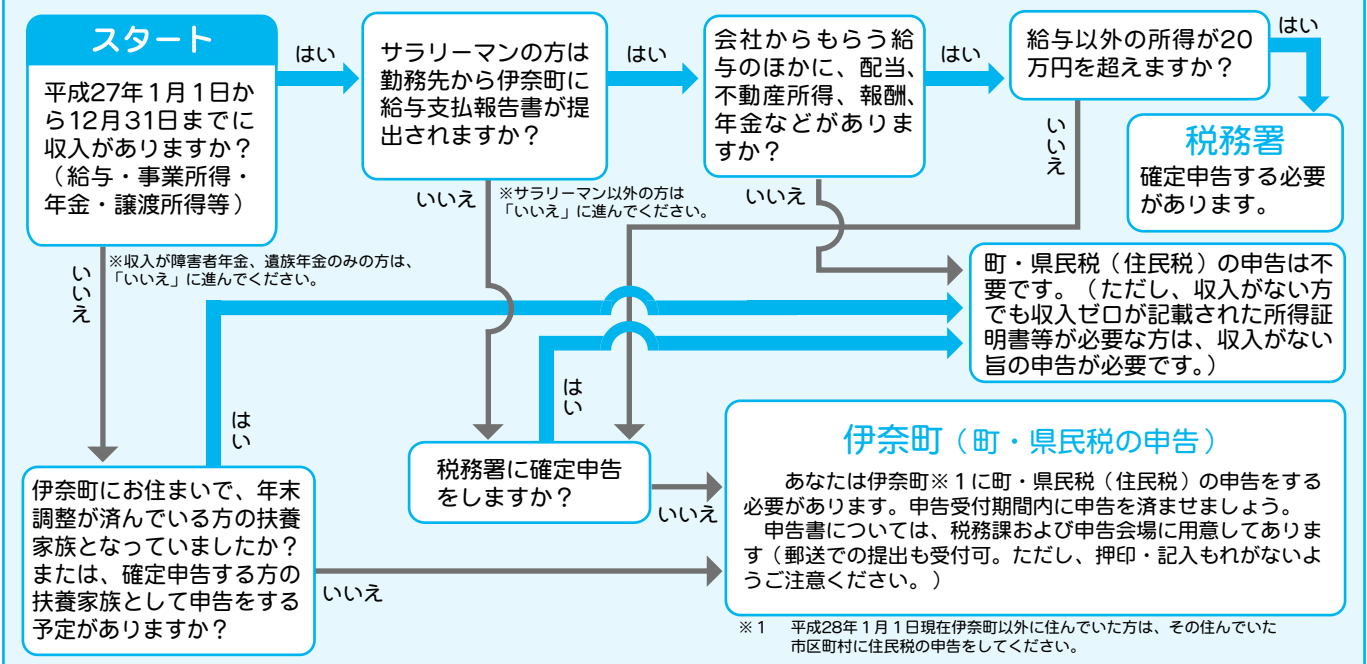 スタート
平成27年1月1日か
ら12月31日までに
収入がありますか？
（給与・事業所得・
年金・譲渡所得等）
はい
サラリーマンの方は
勤務先から伊奈町に
給与支払報告書が提
出されますか？
はい
会社からもらう給
与のほかに、配当、
不動産所得、報酬、
年金などがありま
すか？
はい
給与以外の所得が20
万円を超えますか？
はい
税務署
確定申告する必要
があります。
いいえ
いいえ
※サラリーマン以外の方は
「いいえ」に進んでください。
いいえ
いいえ
※収入が障害者年金、遺族年金のみの方は、
「いいえ」に進んでください。
町・県民税（住民税）の申告は不
要です。（ただし、収入がない方
でも収入ゼロが記載された所得証
明書等が必要な方は、収入がない
旨の申告が必要です。）
はい
はい
伊奈町にお住まいで、年末
調整が済んでいる方の扶養
家族となっていましたか？
または、確定申告する方の
扶養家族として申告をする
予定がありますか？
いいえ
税務署に確定申告
をしますか？
いいえ
伊奈町（町・県民税の申告）
あなたは伊奈町※1に町・県民税（住民税）の申告をする
必要があります。申告受付期間内に申告を済ませましょう。
申告書については、税務課および申告会場に用意してありま
す（郵送での提出も受付可。ただし、押印・記入もれがないよ
うご注意ください。）
※1 平成28年1月1日現在伊奈町以外に住んでいた方は、その住んでいた
市区町村に住民税の申告をしてください。